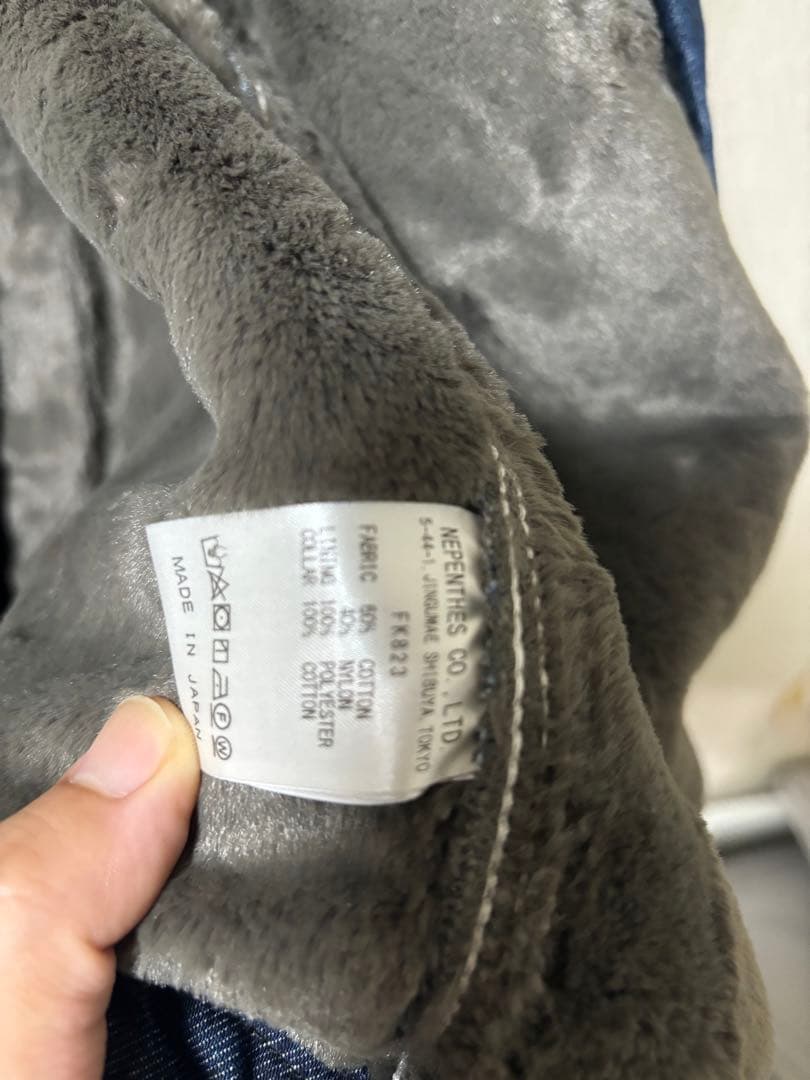 NEPENTHES CO.,LTD.
5-44-1, JINGUMAE SHIBUYA TOKYO
FK823
FABRIC 60% COTTON
40% NYLON
LINING 100% POLYESTER
COLLAR 100% COTTON
MADE IN JAPAN